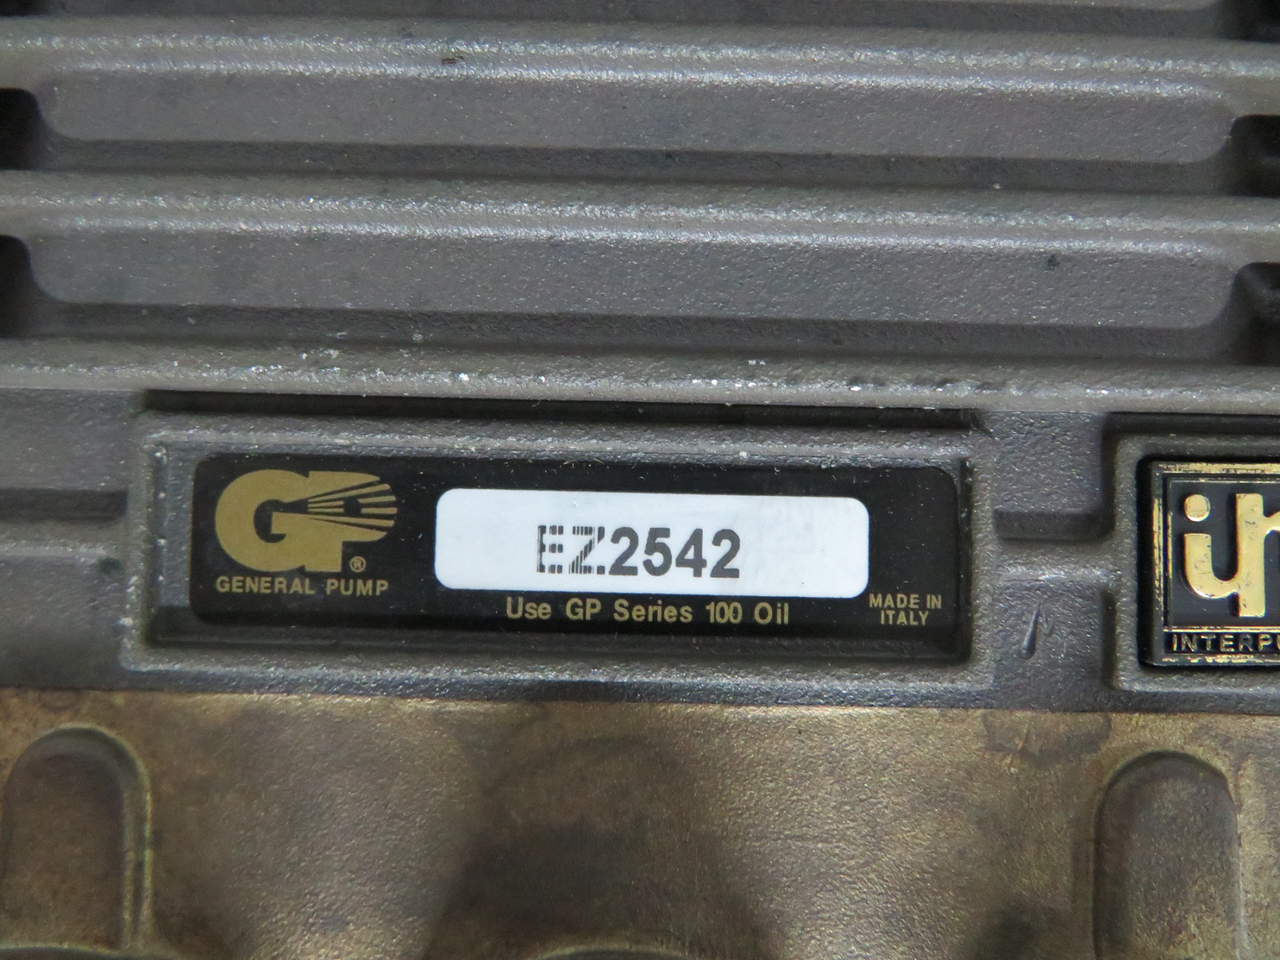 GP®
GENERAL PUMP
EZ2542
Use GP Series 100 Oil
MADE IN
ITALY